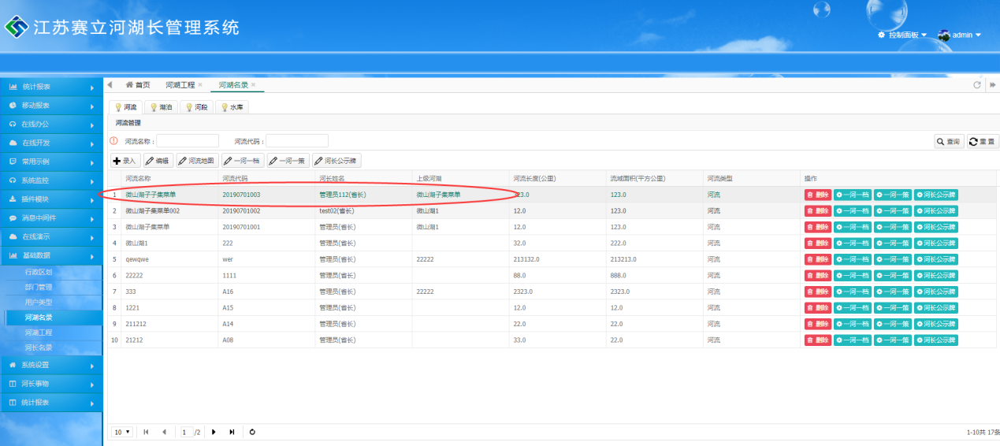 江苏赛立河湖长管理系统
控制面板 admin
统计报表
移动报表
在线办公
在线开发
常用示例
系统监控
插件模块
消息中间件
在线演示
基础数据
行政区划
部门管理
用户类型
河湖名录
河湖工程
河长名录
系统设置
河长事物
统计报表
首页 河湖工程 × 河湖名录 ×
河流 湖泊 河段 水库
河流管理
河流名称： 河流代码： 查询 重置
录入 编辑 河流地图 一河一档 一河一策 河长公示牌
河流名称 河流代码 河长姓名 上级河湖 河流长度(公里) 流域面积(平方公里) 河流类型 操作
1 微山湖子子集菜单 20190701003 管理员112(省长) 微山湖子集菜单 123.0 123.0 河流 删除 一河一档 一河一策 河长公示牌
2 微山湖子集菜单002 20190701002 test02(省长) 微山湖1 12.0 123.0 河流 删除 一河一档 一河一策 河长公示牌
3 微山湖子集菜单 20190701001 管理员(省长) 微山湖1 12.0 123.0 河流 删除 一河一档 一河一策 河长公示牌
4 微山湖1 222 管理员(省长) 32.0 222.0 河流 删除 一河一档 一河一策 河长公示牌
5 qewqwe wer 管理员(省长) 22222 213132.0 213213.0 河流 删除 一河一档 一河一策 河长公示牌
6 22222 1111 管理员(省长) 88.0 888.0 河流 删除 一河一档 一河一策 河长公示牌
7 333 A16 管理员(省长) 22222 2323.0 2323.0 河流 删除 一河一档 一河一策 河长公示牌
8 1221 A15 管理员(省长) 12.0 12.0 河流 删除 一河一档 一河一策 河长公示牌
9 211212 A14 管理员(省长) 22.0 22.0 河流 删除 一河一档 一河一策 河长公示牌
10 21212 A08 管理员(省长) 33.0 22.0 河流 删除 一河一档 一河一策 河长公示牌
10 1 /2 1-10共 17条